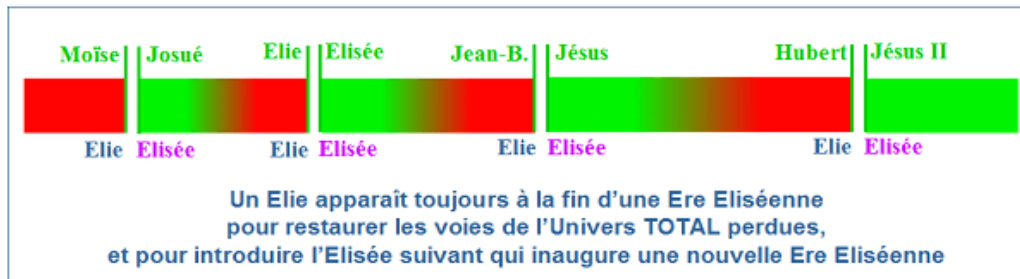 Moïse Josué Elie Elisée Jean-B. Jésus Hubert Jésus II
Elie Elisée Elie Elisée Elie Elisée Elie Elisée
Un Elie apparaît toujours à la fin d'une Ere Eliséenne
pour restaurer les voies de l'Univers TOTAL perdues,
et pour introduire l'Elisée suivant qui inaugure une nouvelle Ere Eliséenne